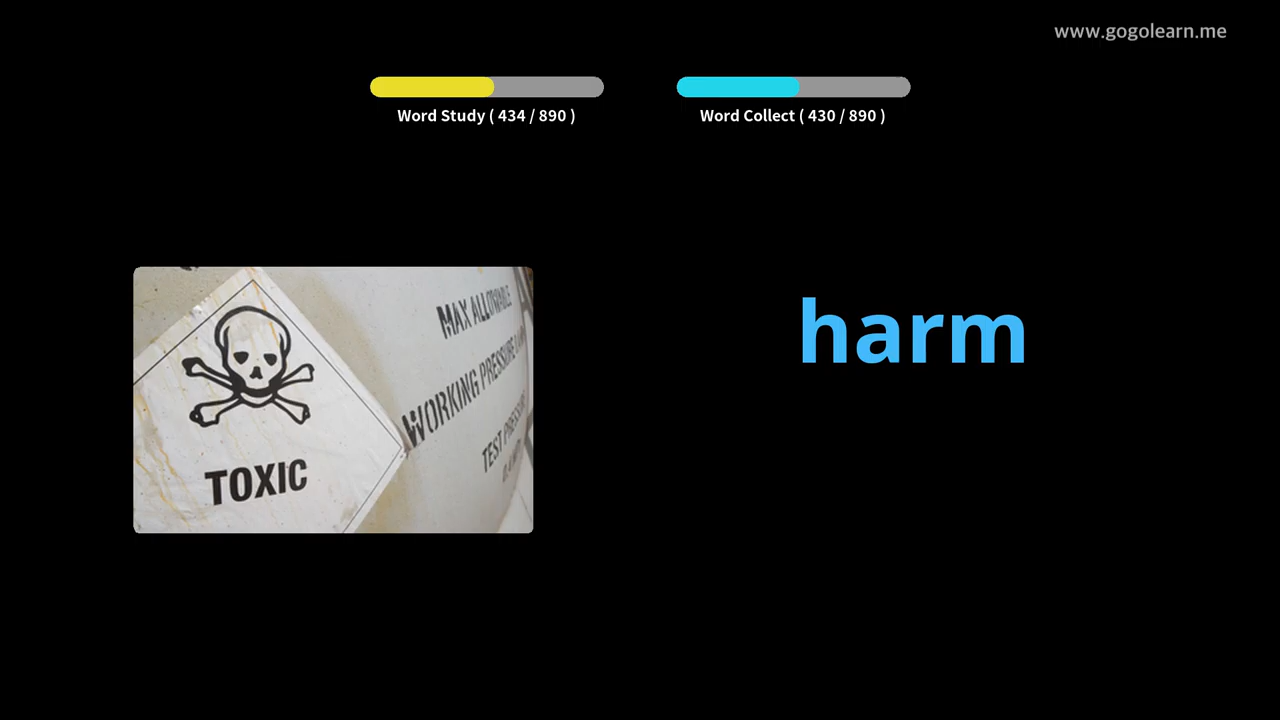 www.gogolearn.me
Word Study ( 434 / 890 )
Word Collect ( 430 / 890 )
MAX ALLOWABLE
WORKING PRESSURE
TEST PRESSURE
TOXIC
harm